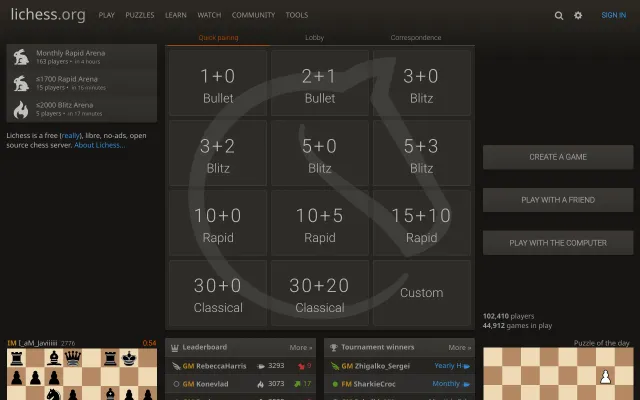 lichess.org
PLAY PUZZLES LEARN WATCH COMMUNITY TOOLS
SIGN IN
Monthly Rapid Arena
163 players • in 4 hours
≤1700 Rapid Arena
15 players • in 16 minutes
≤2000 Blitz Arena
5 players • in 17 minutes
Lichess is a free (really), libre, no-ads, open
source chess server. About Lichess...
Quick pairing Lobby Correspondence
1+0
Bullet
2+1
Bullet
3+0
Blitz
3+2
Blitz
5+0
Blitz
5+3
Blitz
10+0
Rapid
10+5
Rapid
15+10
Rapid
30+0
Classical
30+20
Classical
Custom
CREATE A GAME
PLAY WITH A FRIEND
PLAY WITH THE COMPUTER
102,410 players
44,912 games in play
IM I_aM_Javiiiii 2776 0:54
Leaderboard More »
GM RebeccaHarris 3293 0
GM Konevlad 3073 17
Tournament winners More »
GM Zhigalko_Sergei Yearly H
FM SharkieCroc Monthly
Puzzle of the day